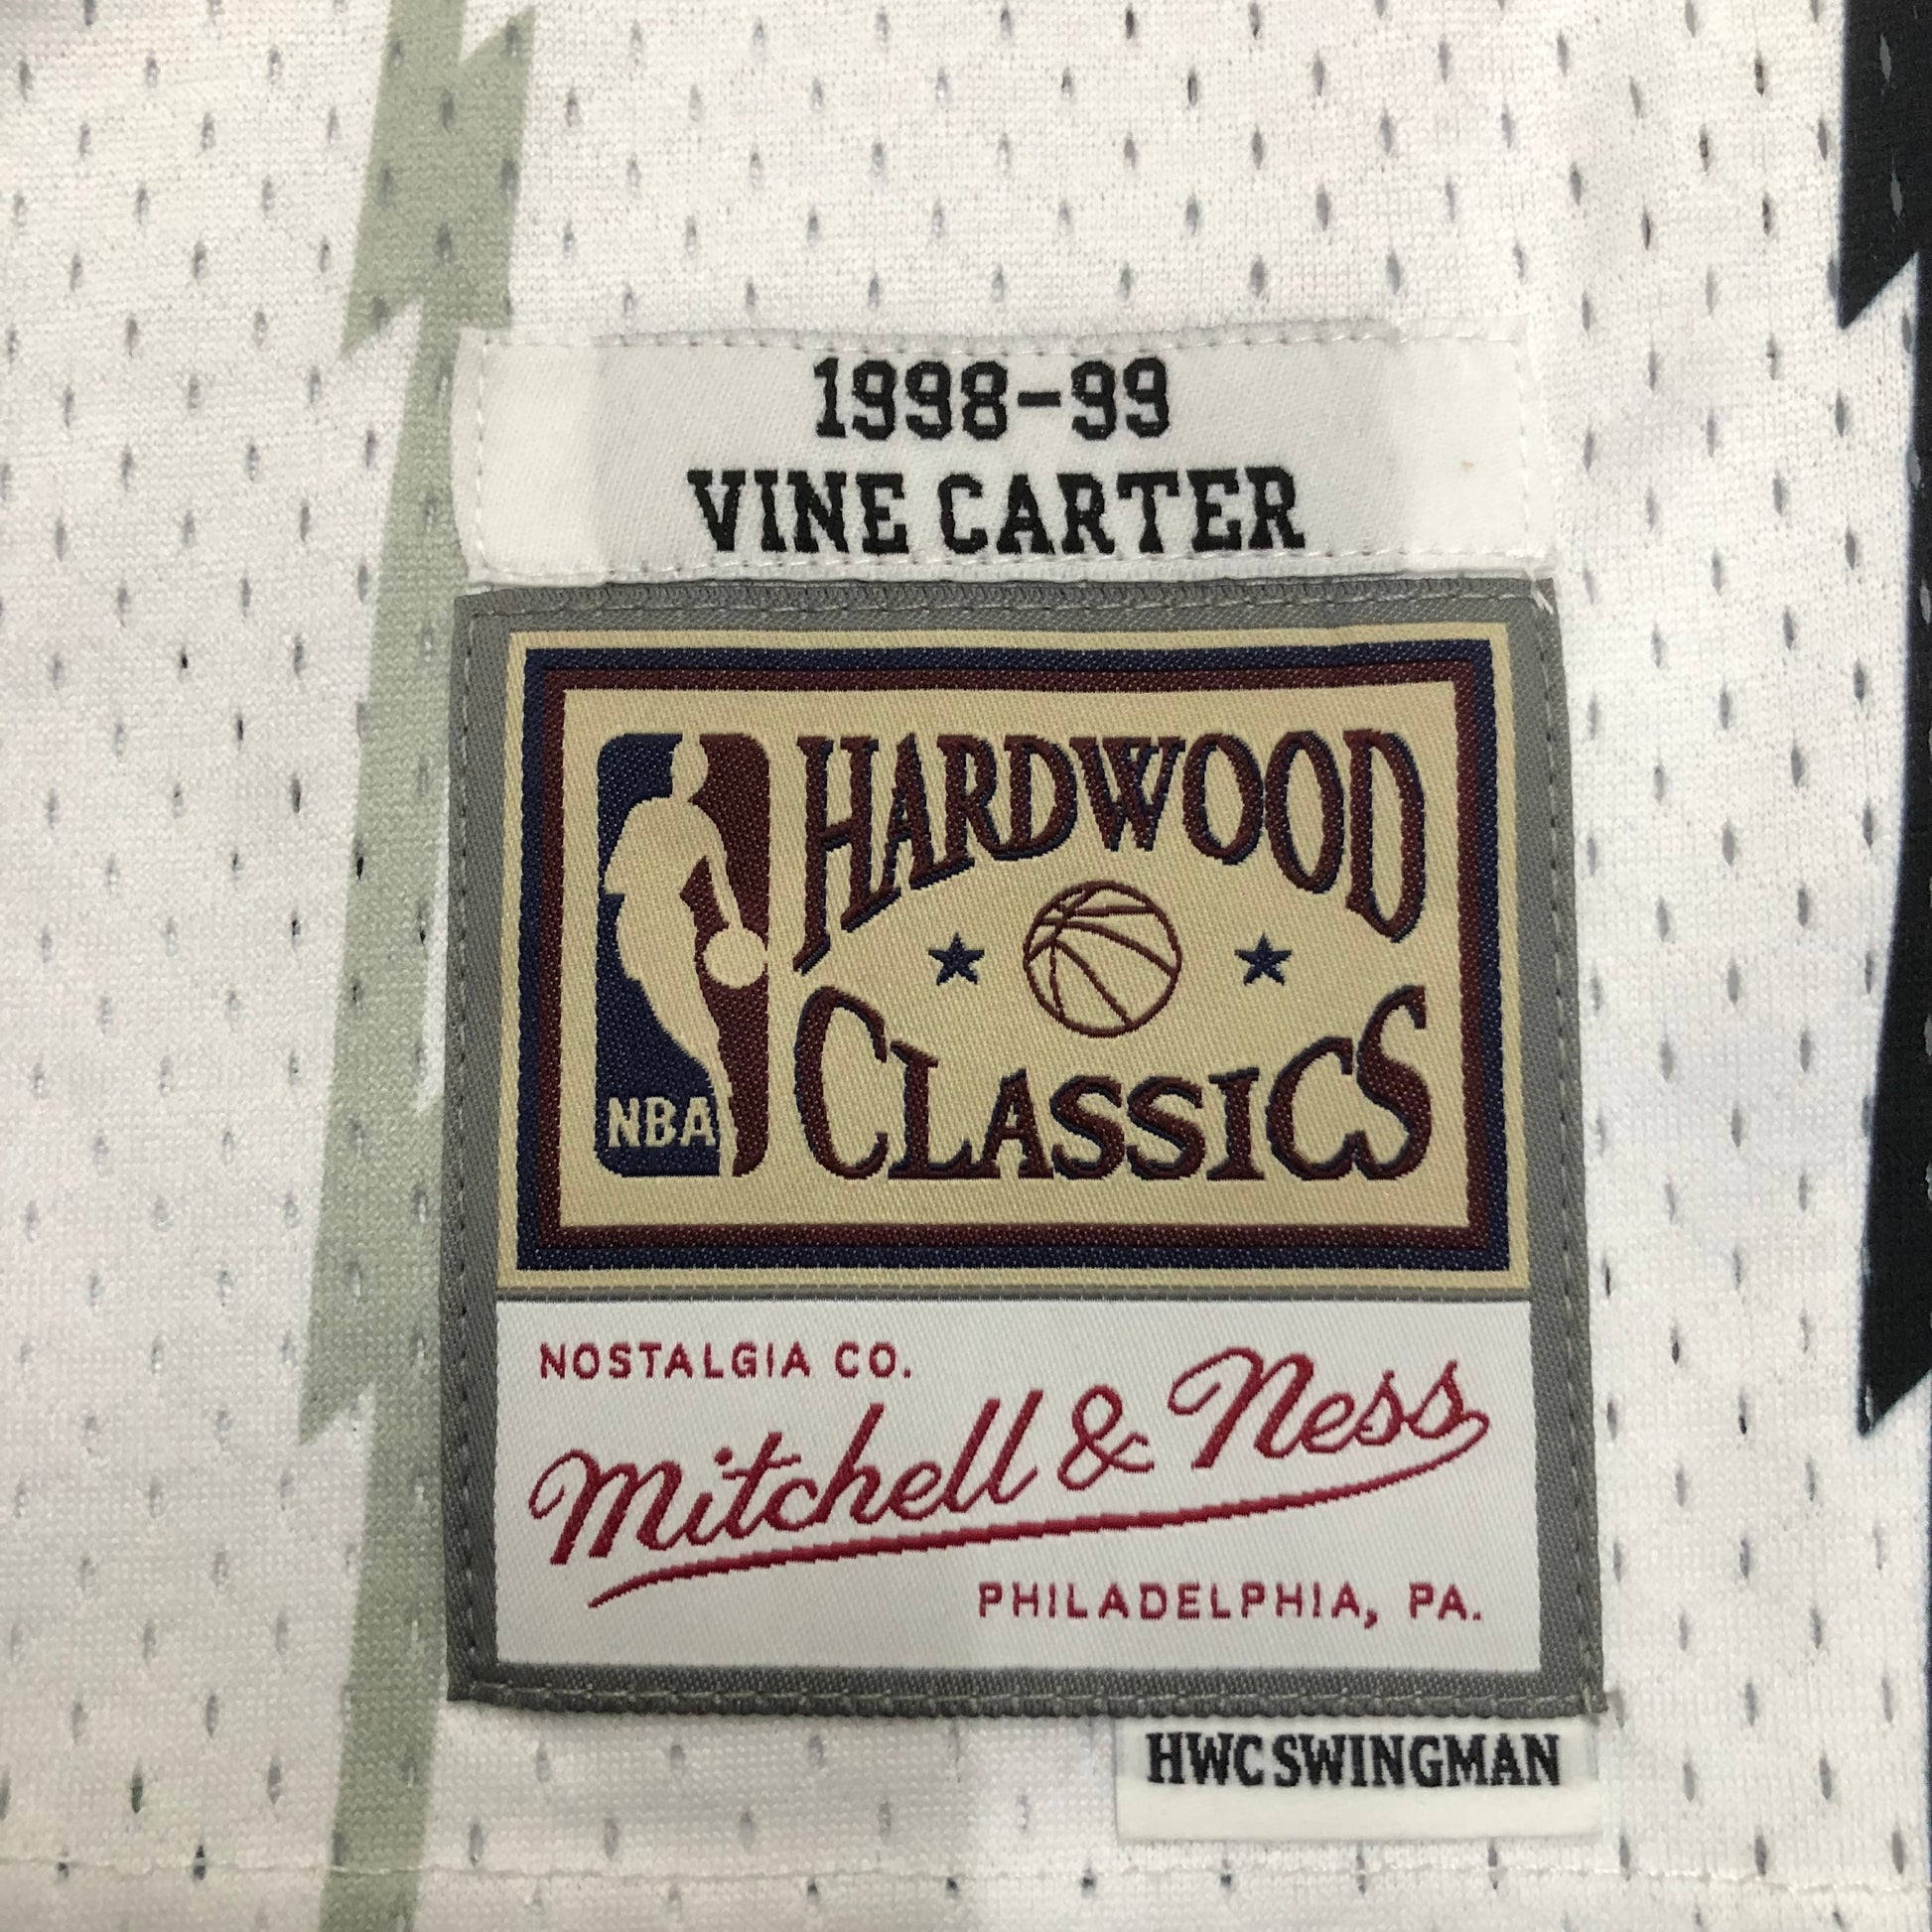 1998-99
VINE CARTER
HARDWOOD
CLASSICS
NBA
NOSTALGIA CO.
Mitchell & Ness
PHILADELPHIA, PA.
HWC SWINGMAN